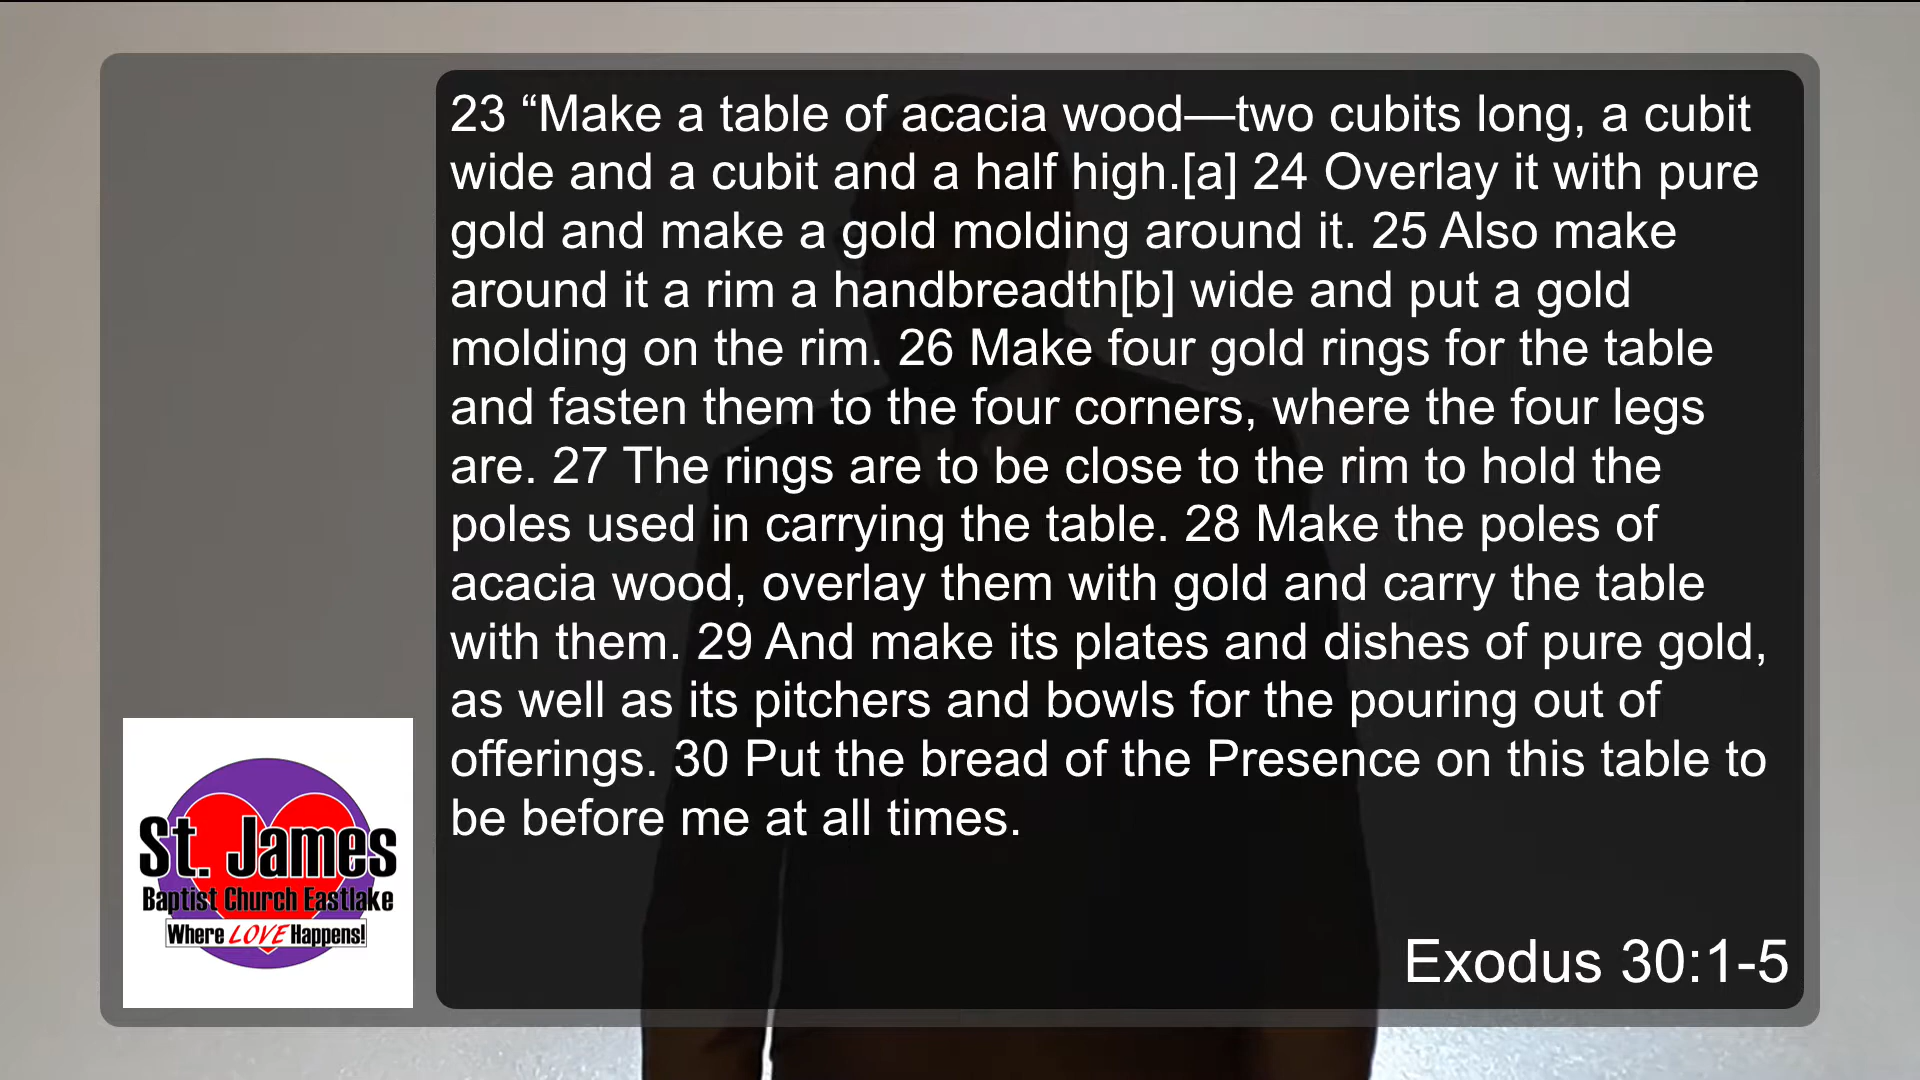 23 “Make a table of acacia wood—two cubits long, a cubit
wide and a cubit and a half high.[a] 24 Overlay it with pure
gold and make a gold molding around it. 25 Also make
around it a rim a handbreadth[b] wide and put a gold
molding on the rim. 26 Make four gold rings for the table
and fasten them to the four corners, where the four legs
are. 27 The rings are to be close to the rim to hold the
poles used in carrying the table. 28 Make the poles of
acacia wood, overlay them with gold and carry the table
with them. 29 And make its plates and dishes of pure gold,
as well as its pitchers and bowls for the pouring out of
offerings. 30 Put the bread of the Presence on this table to
be before me at all times.
Exodus 30:1-5
St. James
Baptist Church Eastlake
Where LOVE Happens!